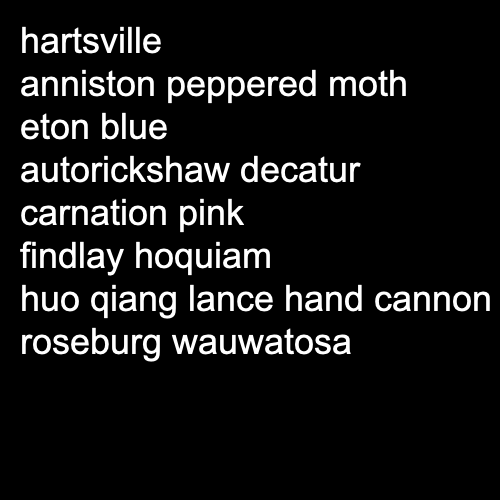 hartsville
anniston peppered moth
eton blue
autorickshaw decatur
carnation pink
findlay hoquiam
huo qiang lance hand cannon
roseburg wauwatosa